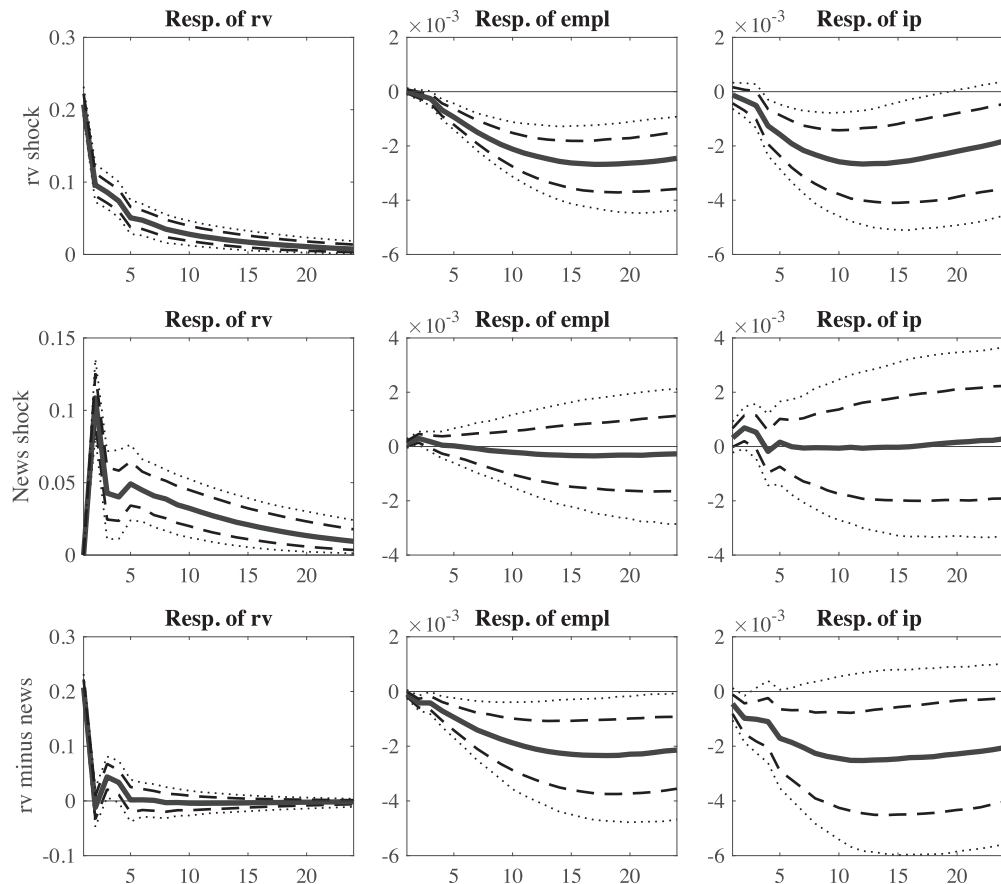 Resp. of rv
Resp. of empl
Resp. of ip
rv shock
0.3
0.2
0.1
0
5 10 15 20
×10⁻³
2
0
-2
-4
-6
5 10 15 20
×10⁻³
2
0
-2
-4
-6
5 10 15 20
Resp. of rv
Resp. of empl
Resp. of ip
News shock
0.15
0.1
0.05
0
5 10 15 20
×10⁻³
4
2
0
-2
-4
5 10 15 20
×10⁻³
4
2
0
-2
-4
5 10 15 20
Resp. of rv
Resp. of empl
Resp. of ip
rv minus news
0.3
0.2
0.1
0
-0.1
5 10 15 20
×10⁻³
2
0
-2
-4
-6
5 10 15 20
×10⁻³
2
0
-2
-4
-6
5 10 15 20